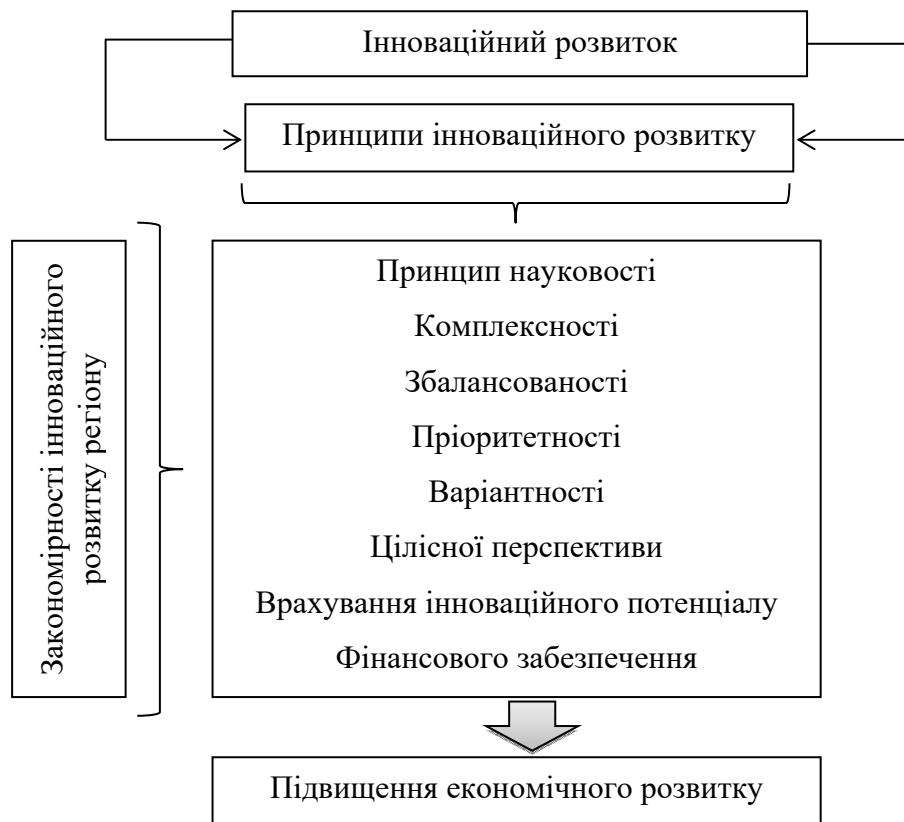 Інноваційний розвиток
Принципи інноваційного розвитку
Закономірності інноваційного
розвитку регіону
Принцип науковості
Комплексності
Збалансованості
Пріоритетності
Варіантності
Цілісної перспективи
Врахування інноваційного потенціалу
Фінансового забезпечення
Підвищення економічного розвитку